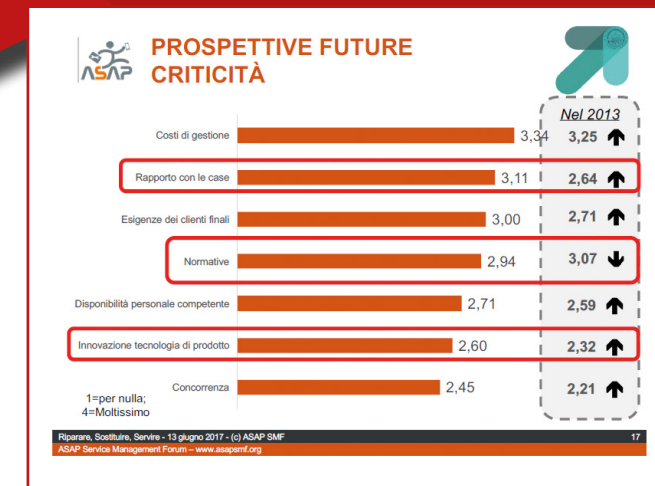 ASAP
PROSPETTIVE FUTURE
CRITICITÀ
Nel 2013
Costi di gestione 3,34 3,25
Rapporto con le case 3,11 2,64
Esigenze dei clienti finali 3,00 2,71
Normative 2,94 3,07
Disponibilità personale competente 2,71 2,59
Innovazione tecnologia di prodotto 2,60 2,32
Concorrenza 2,45 2,21
1=per nulla;
4=Moltissimo
Riparare, Sostituire, Servire - 13 giugno 2017 - (c) ASAP SMF 17
ASAP Service Management Forum – www.asapsmf.org